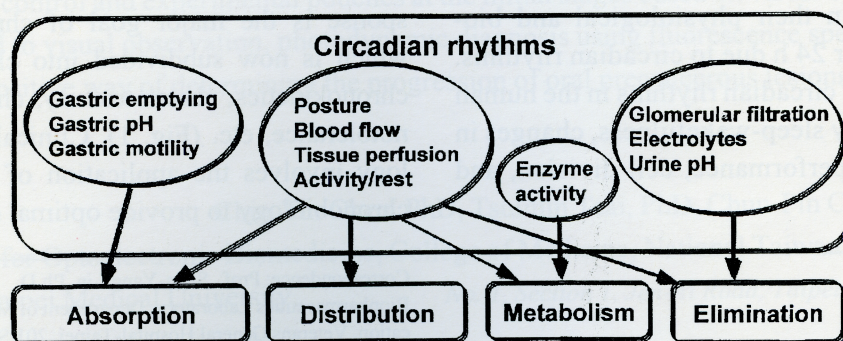 Circadian rhythms
Gastric emptying
Gastric pH
Gastric motility
Posture
Blood flow
Tissue perfusion
Activity/rest
Enzyme
activity
Glomerular filtration
Electrolytes
Urine pH
Absorption
Distribution
Metabolism
Elimination